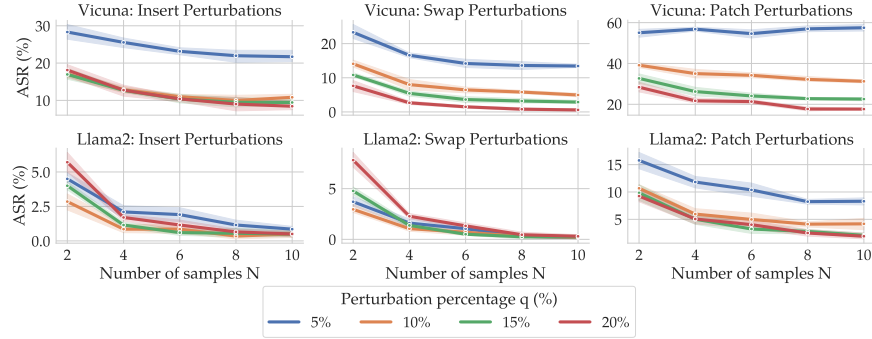 Vicuna: Insert Perturbations
Vicuna: Swap Perturbations
Vicuna: Patch Perturbations
ASR (%)
30
20
10
20
10
0
60
40
20
Llama2: Insert Perturbations
Llama2: Swap Perturbations
Llama2: Patch Perturbations
ASR (%)
5.0
2.5
0.0
5
0
15
10
5
2 4 6 8 10
2 4 6 8 10
2 4 6 8 10
Number of samples N
Number of samples N
Number of samples N
Perturbation percentage q (%)
5% 10% 15% 20%